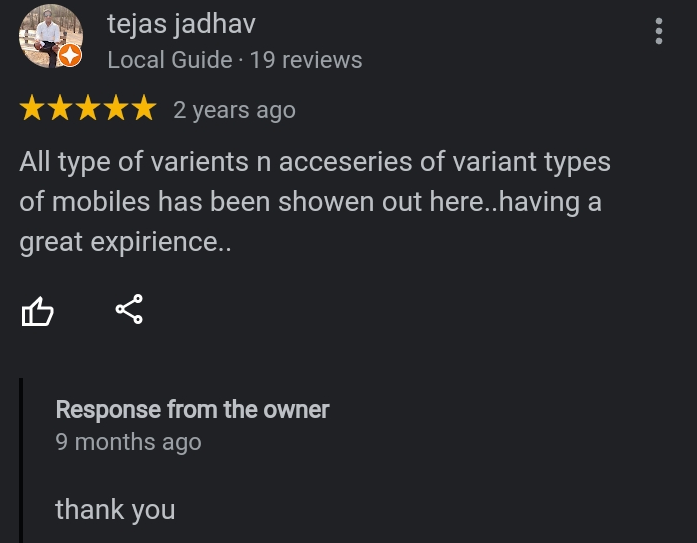 tejas jadhav
Local Guide · 19 reviews
2 years ago
All type of varients n acceseries of variant types
of mobiles has been showen out here..having a
great expirience..
Response from the owner
9 months ago
thank you